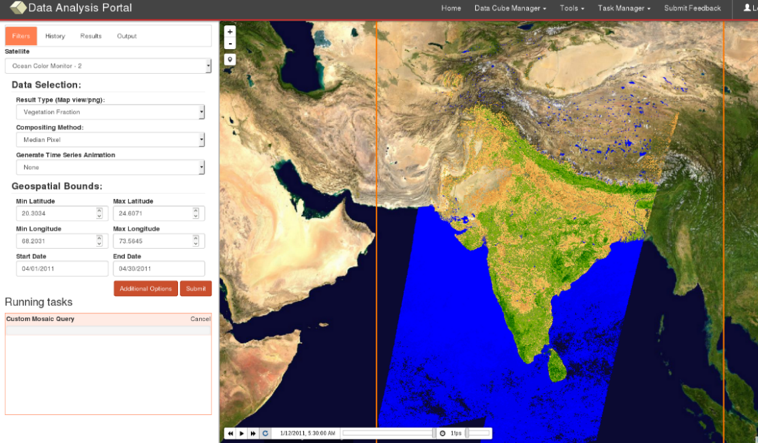 Data Analysis Portal
Home Data Cube Manager Tools Task Manager Submit Feedback
Filters History Results Output
Satellite
Ocean Color Monitor - 2
Data Selection:
Result Type (Map view/png):
Vegetation Fraction
Compositing Method:
Median Pixel
Generate Time Series Animation
None
Geospatial Bounds:
Min Latitude Max Latitude
20.3034 24.6071
Min Longitude Max Longitude
68.2031 73.5645
Start Date End Date
04/01/2011 04/30/2011
Additional Options Submit
Running tasks
Custom Mosaic Query Cancel
+
-
1/12/2011, 5:30:00 AM 1fps